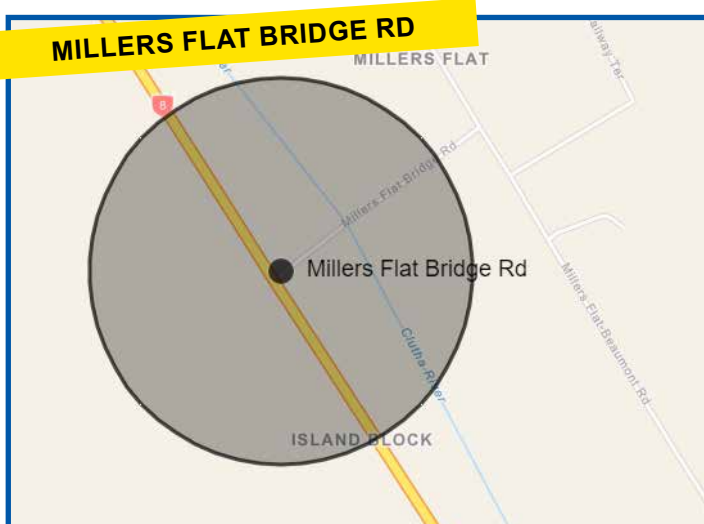 MILLERS FLAT BRIDGE RD
MILLERS FLAT
8
Millers Flat Bridge Rd
Millers Flat Bridge Rd
Clutha River
Millers Flat-Beaumont Rd
ISLAND BLOCK
Ter